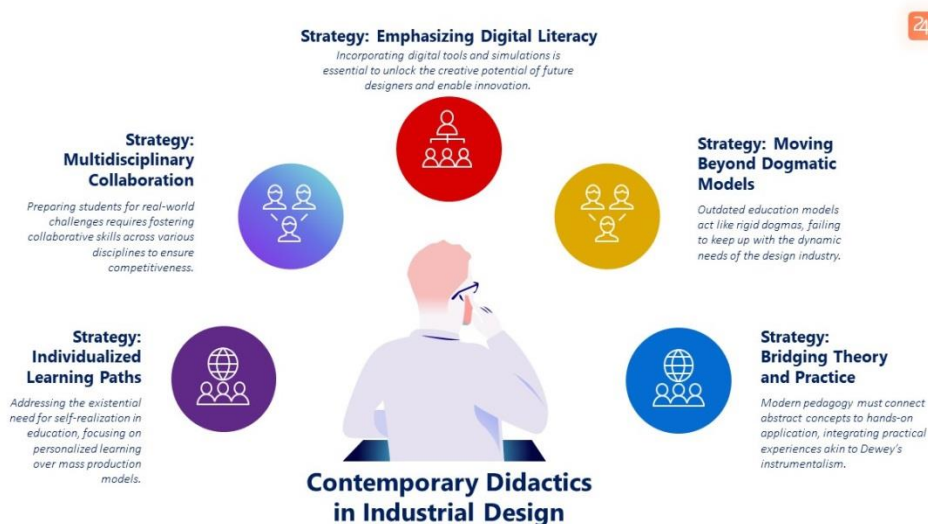 24
Strategy: Emphasizing Digital Literacy
Incorporating digital tools and simulations is
essential to unlock the creative potential of future
designers and enable innovation.
Strategy:
Multidisciplinary
Collaboration
Preparing students for real-world
challenges requires fostering
collaborative skills across various
disciplines to ensure
competitiveness.
Strategy: Moving
Beyond Dogmatic
Models
Outdated education models
act like rigid dogmas, failing
to keep up with the dynamic
needs of the design industry.
Strategy:
Individualized
Learning Paths
Addressing the existential
need for self-realization in
education, focusing on
personalized learning
over mass production
models.
Strategy:
Bridging Theory
and Practice
Modern pedagogy must connect
abstract concepts to hands-on
application, integrating practical
experiences akin to Dewey's
instrumentalism.
Contemporary Didactics
in Industrial Design